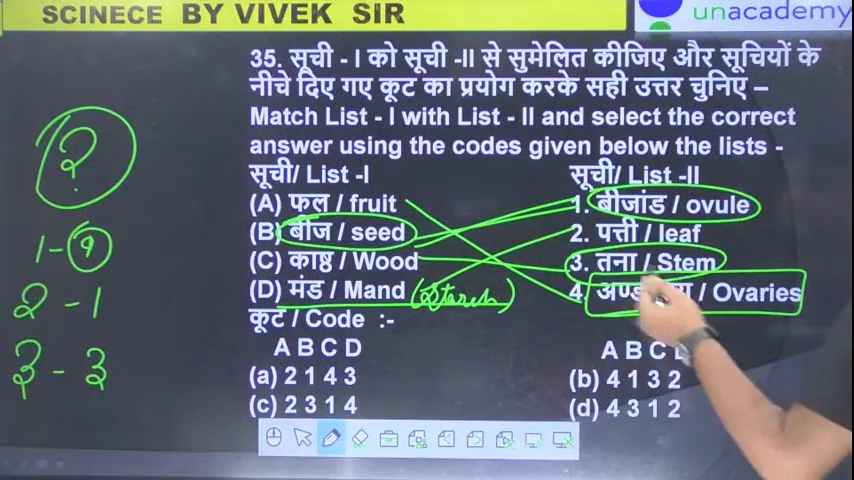 SCINECE BY VIVEK SIR
unacademy
35. सूची - I को सूची -II से सुमेलित कीजिए और सूचियों के
नीचे दिए गए कूट का प्रयोग करके सही उत्तर चुनिए –
Match List - I with List - II and select the correct
answer using the codes given below the lists -
सूची/ List -I
सूची/ List -II
(A) फल / fruit
1. बीजांड / ovule
(B) बीज / seed
2. पत्ती / leaf
(C) काष्ठ / Wood
3. तना / Stem
(D) मंड / Mand (Starch)
4. / Ovaries
कूट / Code :-
A B C D
A B C
(a) 2 1 4 3
(b) 4 1 3 2
(c) 2 3 1 4
(d) 4 3 1 2
2
1 - 9
2 - 1
3 - 3